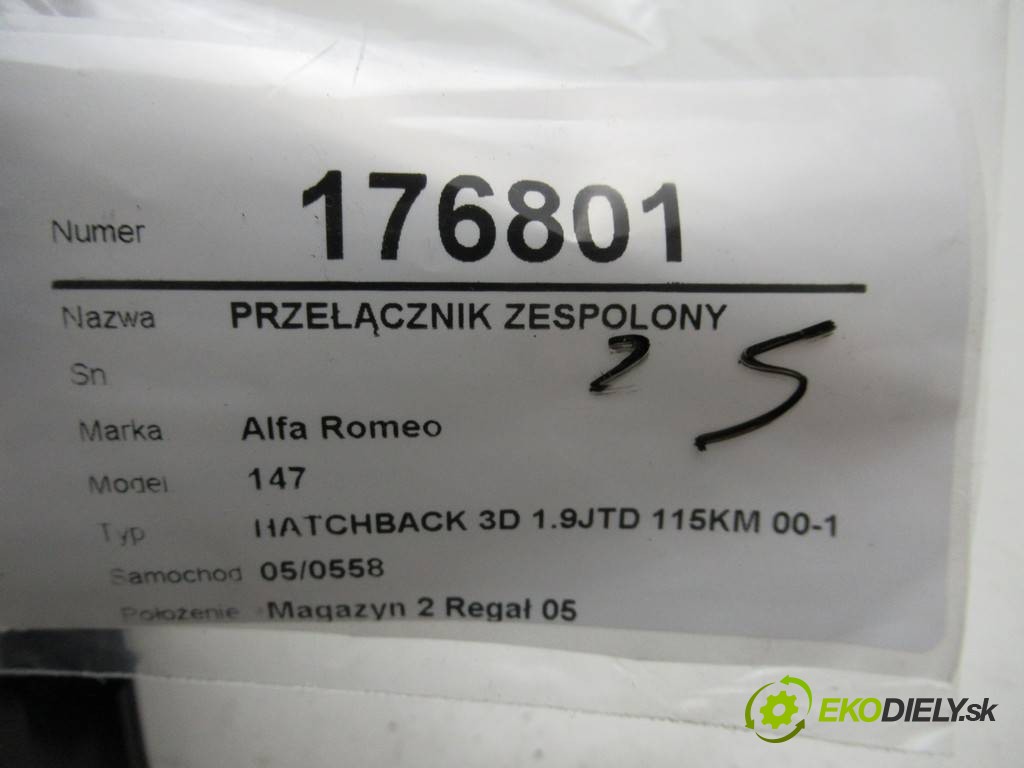 Numer 176801
Nazwa PRZEŁĄCZNIK ZESPOLONY
2 5
Sn
Marka Alfa Romeo
Model 147
Typ HATCHBACK 3D 1.9JTD 115KM 00-1
Samochod 05/0558
Położenie Magazyn 2 Regał 05
EKODIELY.sk